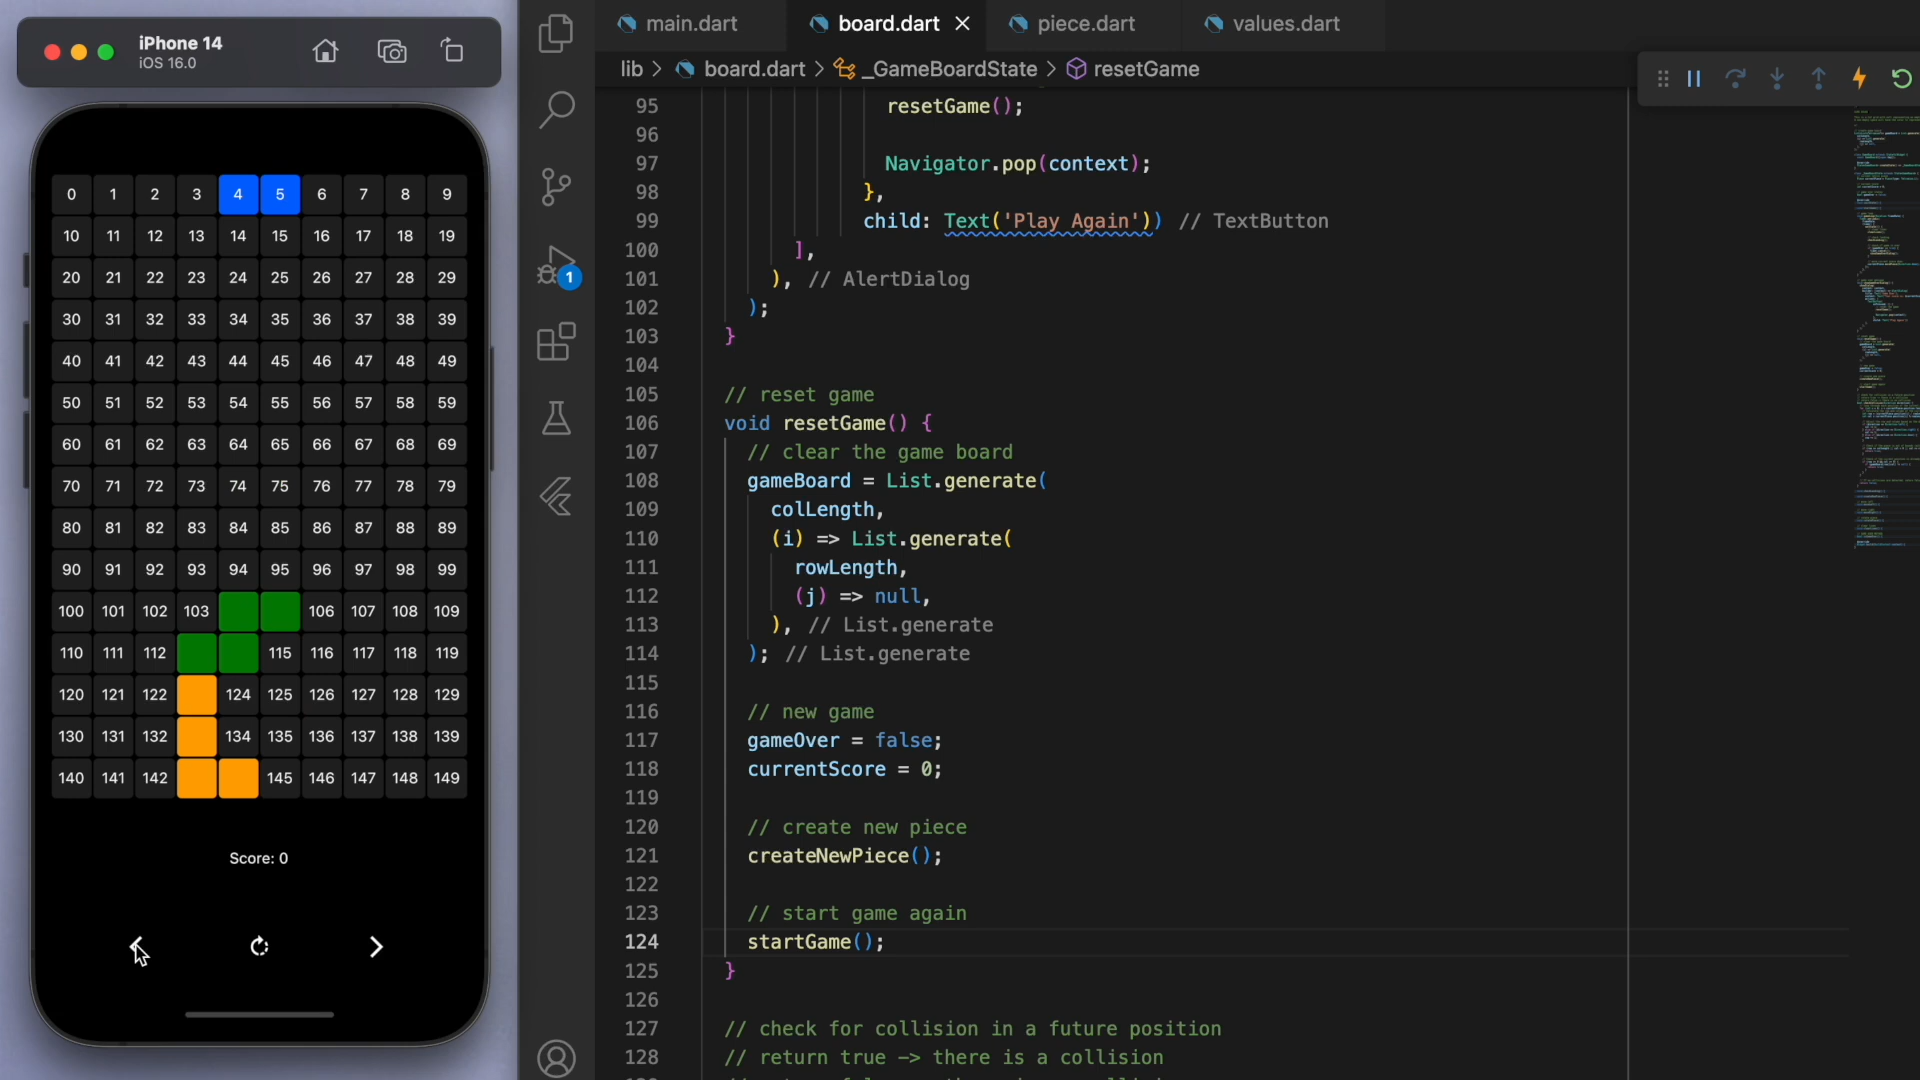 iPhone 14
iOS 16.0
0 1 2 3 4 5 6 7 8 9
10 11 12 13 14 15 16 17 18 19
20 21 22 23 24 25 26 27 28 29
30 31 32 33 34 35 36 37 38 39
40 41 42 43 44 45 46 47 48 49
50 51 52 53 54 55 56 57 58 59
60 61 62 63 64 65 66 67 68 69
70 71 72 73 74 75 76 77 78 79
80 81 82 83 84 85 86 87 88 89
90 91 92 93 94 95 96 97 98 99
100 101 102 103 106 107 108 109
110 111 112 115 116 117 118 119
120 121 122 124 125 126 127 128 129
130 131 132 134 135 136 137 138 139
140 141 142 145 146 147 148 149
Score: 0
1
main.dart board.dart piece.dart values.dart
lib > board.dart > _GameBoardState > resetGame
95 resetGame();
96
97 Navigator.pop(context);
98 },
99 child: Text('Play Again')) // TextButton
100 ],
101 ), // AlertDialog
102 );
103 }
104
105 // reset game
106 void resetGame() {
107 // clear the game board
108 gameBoard = List.generate(
109 colLength,
110 (i) => List.generate(
111 rowLength,
112 (j) => null,
113 ), // List.generate
114 ); // List.generate
115
116 // new game
117 gameOver = false;
118 currentScore = 0;
119
120 // create new piece
121 createNewPiece();
122
123 // start game again
124 startGame();
125 }
126
127 // check for collision in a future position
128 // return true -> there is a collision